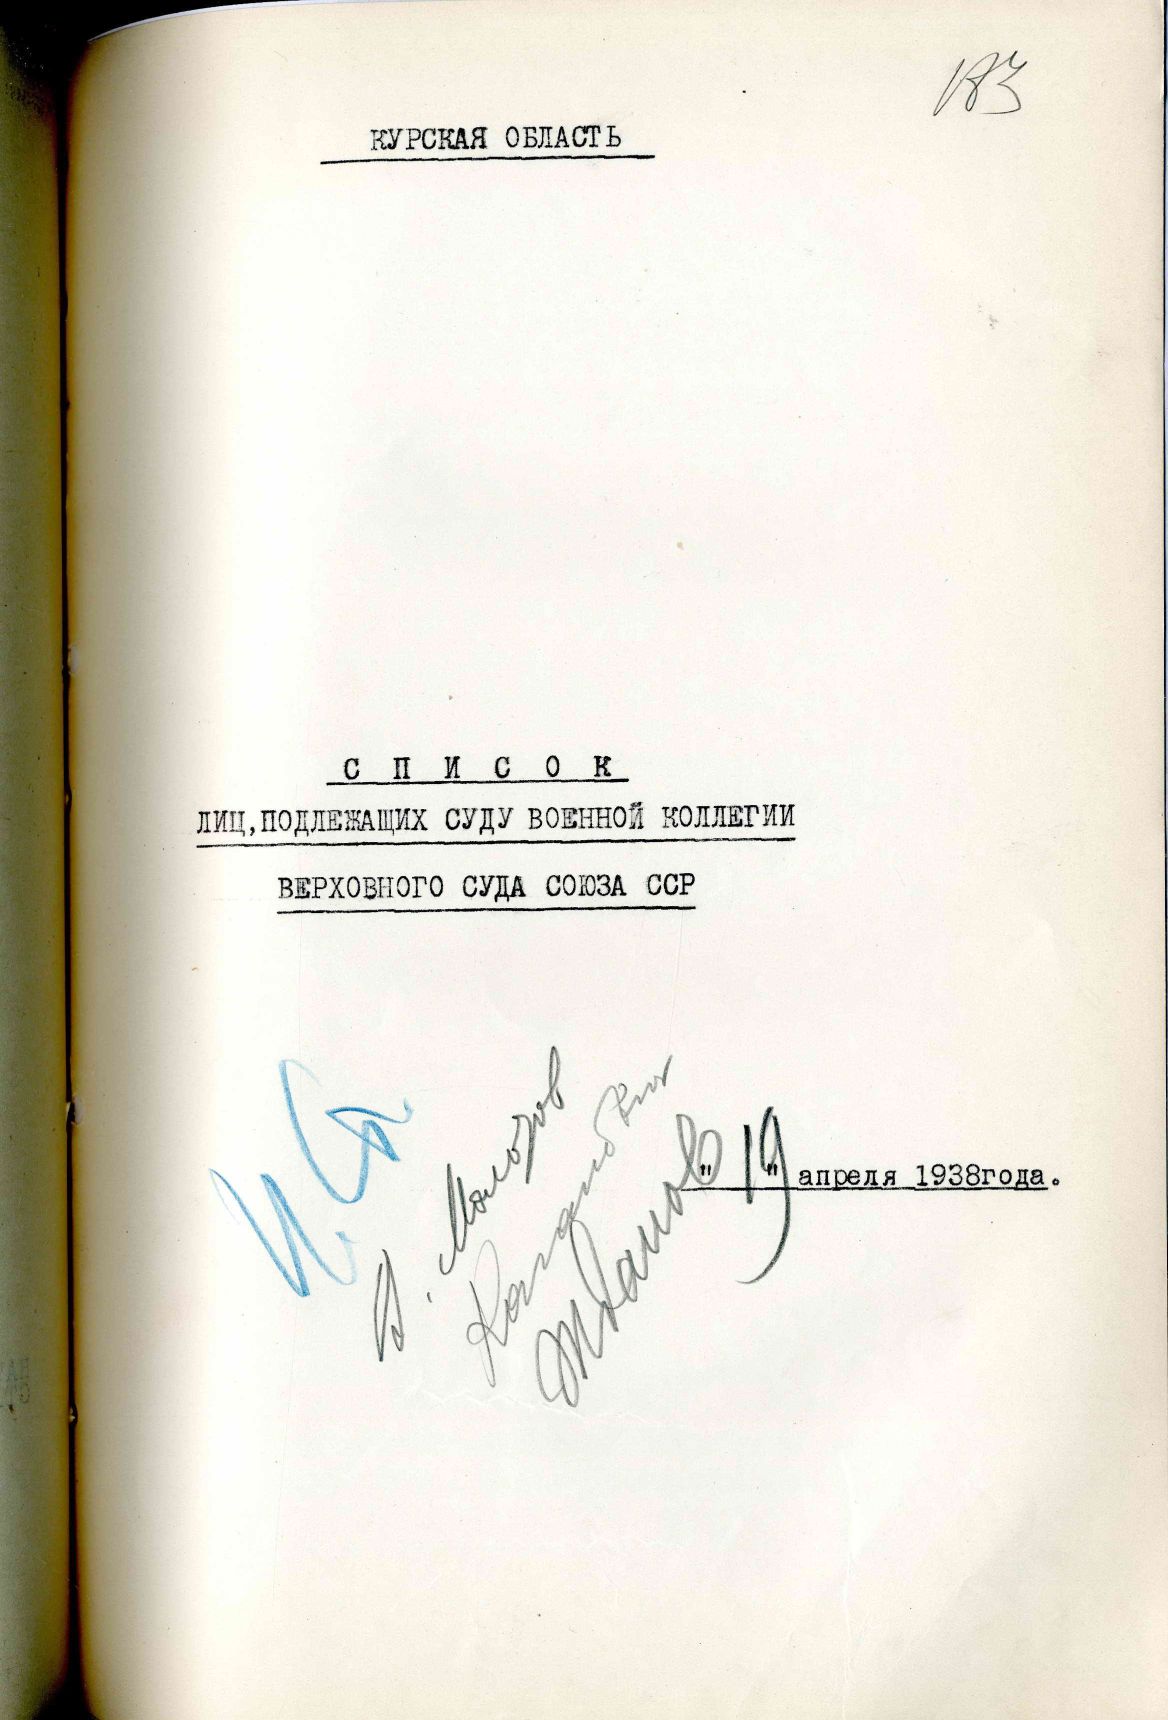 183
КУРСКАЯ ОБЛАСТЬ
С П И С О К
ЛИЦ,ПОДЛЕЖАЩИХ СУДУ ВОЕННОЙ КОЛЛЕГИИ
ВЕРХОВНОГО СУДА СОЮЗА ССР
И. Ст
В. Молотов
Каганович
Жданов
" 19 " апреля 1938года.